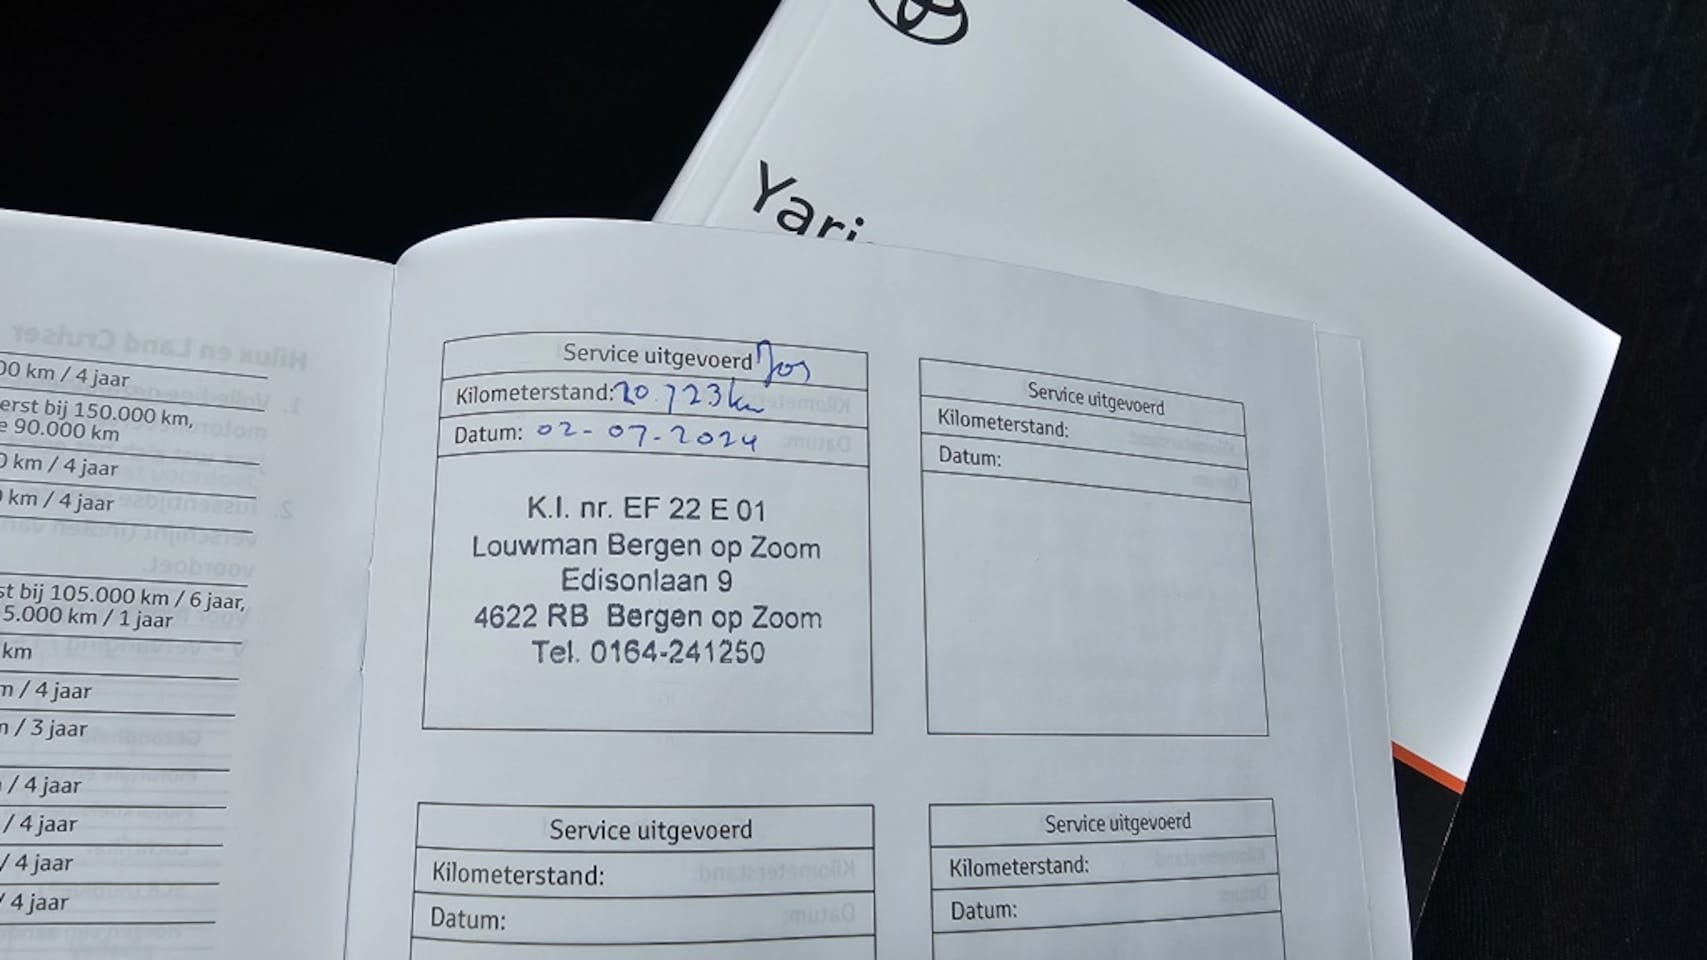 Yari
00 km / 4 jaar
erst bij 150.000 km,
e 90.000 km
0 km / 4 jaar
km / 4 jaar
st bij 105.000 km / 6 jaar,
5.000 km / 1 jaar
km
m / 4 jaar
n / 3 jaar
/ 4 jaar
/ 4 jaar
/ 4 jaar
/ 4 jaar
Service uitgevoerd Jos
Kilometerstand: 20.723km
Datum: 02-07-2024
K.I. nr. EF 22 E 01
Louwman Bergen op Zoom
Edisonlaan 9
4622 RB Bergen op Zoom
Tel. 0164-241250
Service uitgevoerd
Kilometerstand:
Datum:
Service uitgevoerd
Kilometerstand:
Datum:
Service uitgevoerd
Kilometerstand:
Datum: